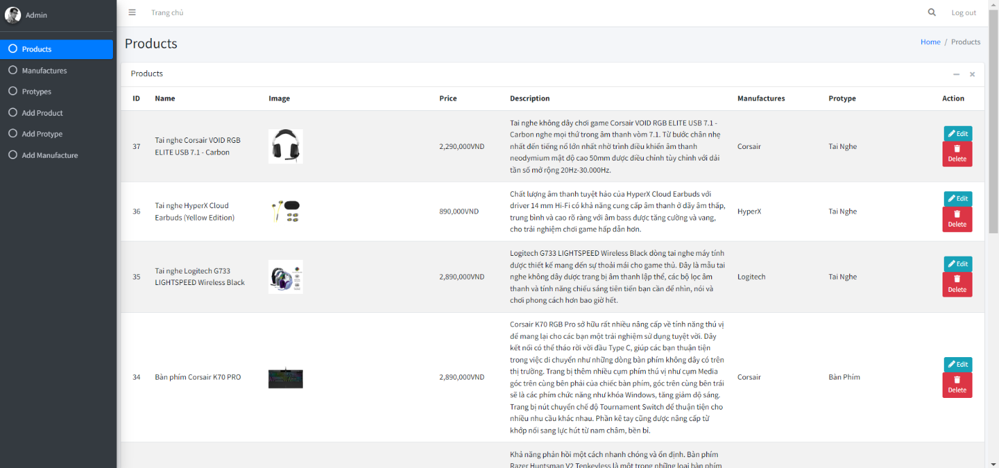 Admin
Products
Manufactures
Protypes
Add Product
Add Protype
Add Manufacture
Trang chủ
Log out
Products
Home / Products
Products
ID Name Image Price Description Manufactures Protype Action
37
Tai nghe Corsair VOID RGB
ELITE USB 7.1 - Carbon
2,290,000VND
Tai nghe không dây chơi game Corsair VOID RGB ELITE USB 7.1 -
Carbon nghe mọi thứ trong âm thanh vòm 7.1. Từ bước chân nhẹ
nhất đến tiếng nổ lớn nhất nhờ trình điều khiển âm thanh
neodymium mật độ cao 50mm được điều chỉnh tùy chỉnh với dải
tần số mở rộng 20Hz-30.000Hz.
Corsair
Tai Nghe
Edit
Delete
36
Tai nghe HyperX Cloud
Earbuds (Yellow Edition)
890,000VND
Chất lượng âm thanh tuyệt hảo của HyperX Cloud Earbuds với
driver 14 mm Hi-Fi có khả năng cung cấp âm thanh ở dãy âm thấp,
trung bình và cao rõ ràng với âm bass được tăng cường và vang,
cho trải nghiệm chơi game hấp dẫn hơn.
HyperX
Tai Nghe
Edit
Delete
35
Tai nghe Logitech G733
LIGHTSPEED Wireless Black
2,890,000VND
Logitech G733 LIGHTSPEED Wireless Black dòng tai nghe máy tính
được thiết kế mang đến sự thoải mái cho game thủ. Đây là mẫu tai
nghe không dây được trang bị âm thanh lập thể, các bộ lọc âm
thanh và tính năng chiếu sáng tiên tiến bạn cần để nhìn, nói và
chơi phong cách hơn bao giờ hết.
Logitech
Tai Nghe
Edit
Delete
34
Bàn phím Corsair K70 PRO
2,890,000VND
Corsair K70 RGB Pro sở hữu rất nhiều nâng cấp về tính năng thú vị
để mang lại cho các bạn một trải nghiệm sử dụng tuyệt vời. Dây
kết nối có thể tháo rời với đầu Type C, giúp các bạn thuận tiện
trong việc di chuyển như những dòng bàn phím không dây có trên
thị trường. Trang bị thêm nhiều cụm phím thú vị như cụm Media
góc trên cùng bên phải của chiếc bàn phím, góc trên cùng bên trái
sẽ là các phím chức năng như khóa Windows, tăng giảm độ sáng.
Trang bị nút chuyển chế độ Tournament Switch để thuận tiện cho
nhiều nhu cầu khác nhau. Phần kê tay cũng được nâng cấp từ
khớp nối sang lực hút từ nam châm, bền bỉ.
Corsair
Bàn Phím
Edit
Delete
Khả năng phản hồi một cách nhanh chóng và ổn định. Bàn phím
Razer Huntsman V2 Tenkeyless là một trong những loại bàn phím